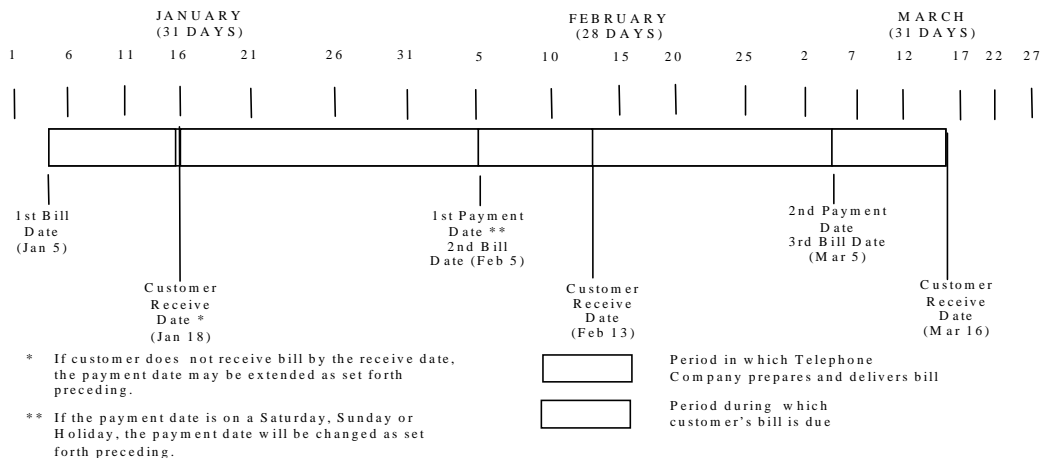 JANUARY
(31 DAYS)
FEBRUARY
(28 DAYS)
MARCH
(31 DAYS)
1 6 11 16 21 26 31 5 10 15 20 25 2 7 12 17 22 27
1st Bill
Date
(Jan 5)
1st Payment
Date **
2nd Bill
Date (Feb 5)
2nd Payment
Date
3rd Bill Date
(Mar 5)
Customer
Receive
Date *
(Jan 18)
Customer
Receive
Date
(Feb 13)
Customer
Receive
Date
(Mar 16)
* If customer does not receive bill by the receive date,
the payment date may be extended as set forth
preceding.
** If the payment date is on a Saturday, Sunday or
Holiday, the payment date will be changed as set
forth preceding.
Period in which Telephone
Company prepares and delivers bill
Period during which
customer's bill is due